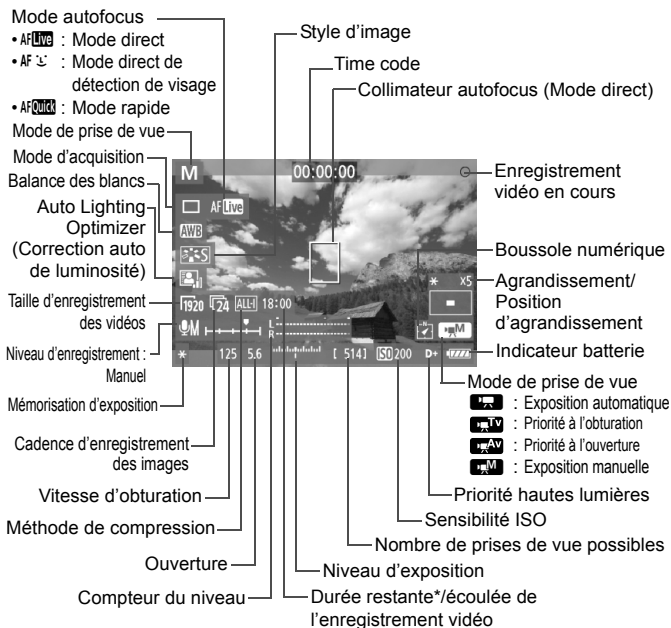 Mode autofocus
• AF Live : Mode direct
• AF : Mode direct de
détection de visage
• AF Quick : Mode rapide
Mode de prise de vue
Mode d'acquisition
Balance des blancs
Auto Lighting
Optimizer
(Correction auto
de luminosité)
Taille d'enregistrement
des vidéos
Niveau d'enregistrement :
Manuel
Mémorisation d'exposition
Cadence d'enregistrement
des images
Vitesse d'obturation
Méthode de compression
Ouverture
Compteur du niveau
Style d'image
Time code
Collimateur autofocus (Mode direct)
M
00:00:00
AF Live
AWB
S
1920 24 ALL-I 18:00
M L
R
125 5.6 [ 514] ISO 200 D+
x5
N
M
Enregistrement
vidéo en cours
Boussole numérique
Agrandissement/
Position
d'agrandissement
Indicateur batterie
Mode de prise de vue
: Exposition automatique
Tv : Priorité à l'obturation
Av : Priorité à l'ouverture
M : Exposition manuelle
Priorité hautes lumières
Sensibilité ISO
Nombre de prises de vue possibles
Niveau d'exposition
Durée restante*/écoulée de
l'enregistrement vidéo